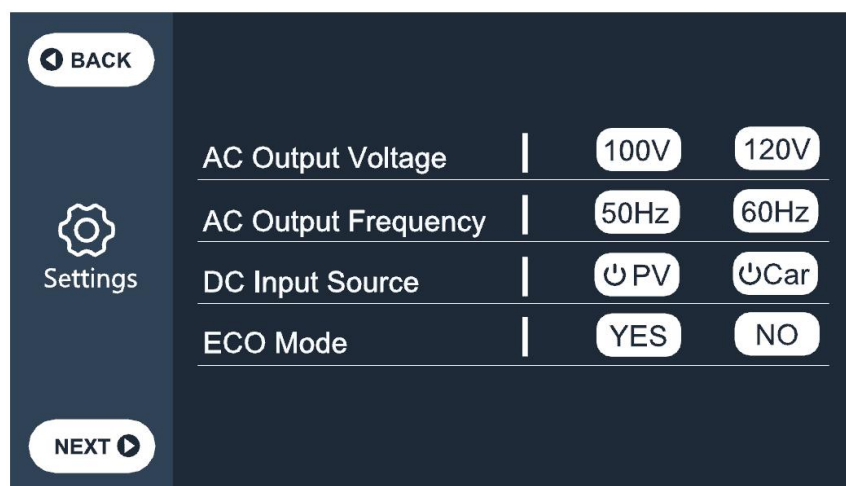 BACK
AC Output Voltage 100V 120V
AC Output Frequency 50Hz 60Hz
Settings
DC Input Source PV Car
ECO Mode YES NO
NEXT